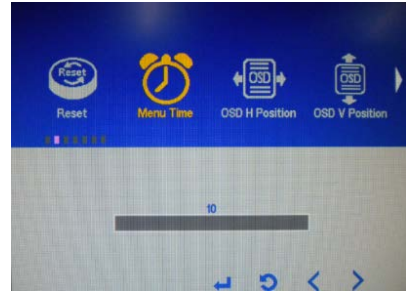 Reset
OSD
OSD
Reset
Menu Time
OSD H Position
OSD V Position
10